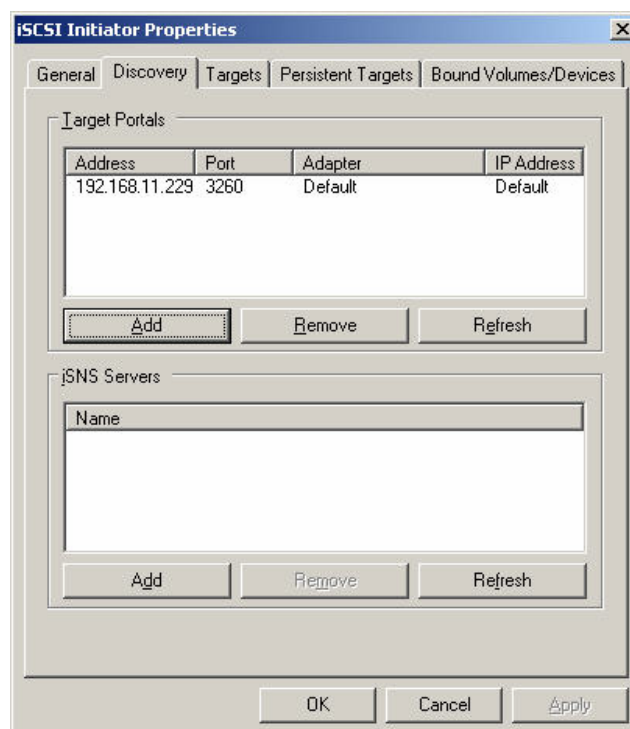 iSCSI Initiator Properties
General Discovery Targets Persistent Targets Bound Volumes/Devices
Target Portals
Address Port Adapter IP Address
192.168.11.229 3260 Default Default
Add Remove Refresh
iSNS Servers
Name
Add Remove Refresh
OK Cancel Apply